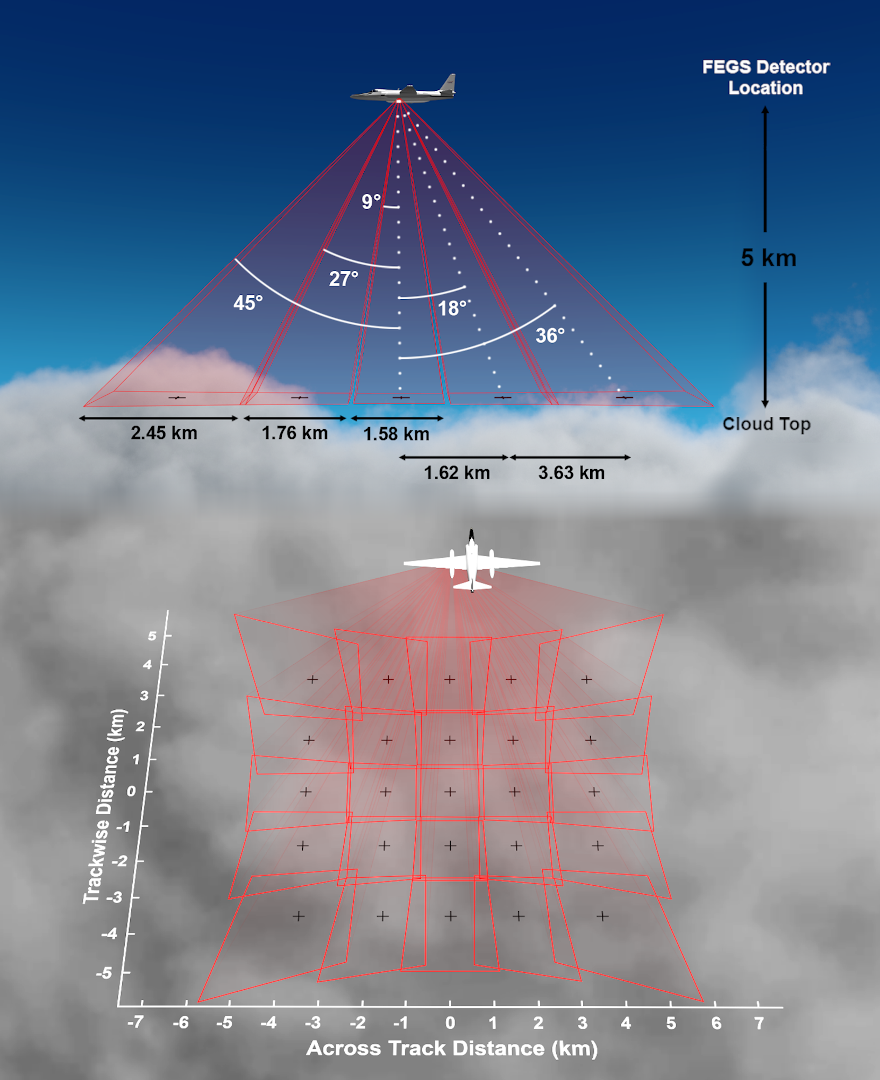 FEGS Detector
Location
9°
5 km
27°
45°
18°
36°
Cloud Top
2.45 km
1.76 km
1.58 km
1.62 km
3.63 km
5
4
3
2
1
0
-1
-2
-3
-4
-5
Trackwise Distance (km)
-7 -6 -5 -4 -3 -2 -1 0 1 2 3 4 5 6 7
Across Track Distance (km)